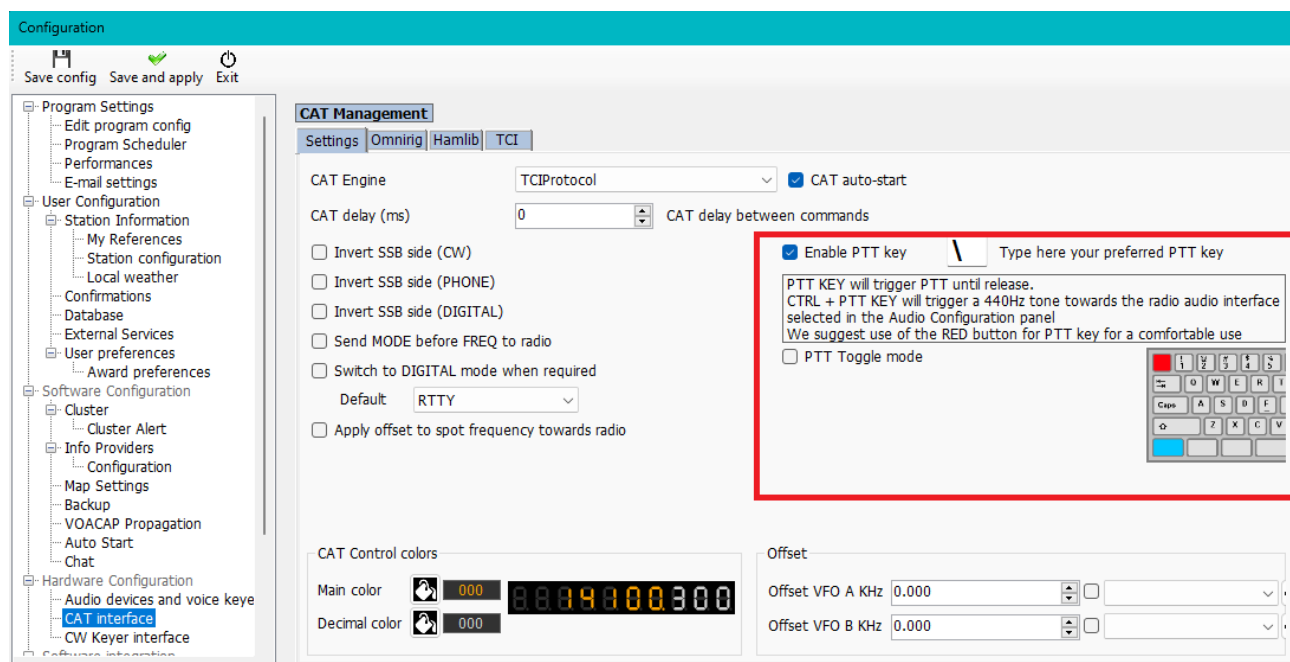 Configuration
Save config Save and apply Exit
Program Settings
Edit program config
Program Scheduler
Performances
E-mail settings
User Configuration
Station Information
My References
Station configuration
Local weather
Confirmations
Database
External Services
User preferences
Award preferences
Software Configuration
Cluster
Cluster Alert
Info Providers
Configuration
Map Settings
Backup
VOACAP Propagation
Auto Start
Chat
Hardware Configuration
Audio devices and voice keye
CAT interface
CW Keyer interface
Software integration
CAT Management
Settings Omnirig Hamlib TCI
CAT Engine TCIProtocol CAT auto-start
CAT delay (ms) 0 CAT delay between commands
Invert SSB side (CW)
Invert SSB side (PHONE)
Invert SSB side (DIGITAL)
Send MODE before FREQ to radio
Switch to DIGITAL mode when required
Default RTTY
Apply offset to spot frequency towards radio
Enable PTT key \ Type here your preferred PTT key
PTT KEY will trigger PTT until release.
CTRL + PTT KEY will trigger a 440Hz tone towards the radio audio interface
selected in the Audio Configuration panel
We suggest use of the RED button for PTT key for a comfortable use
PTT Toggle mode
Caps A S D F
Z X C V
CAT Control colors
Main color 000
Decimal color 000
14100.300
Offset
Offset VFO A KHz 0.000
Offset VFO B KHz 0.000